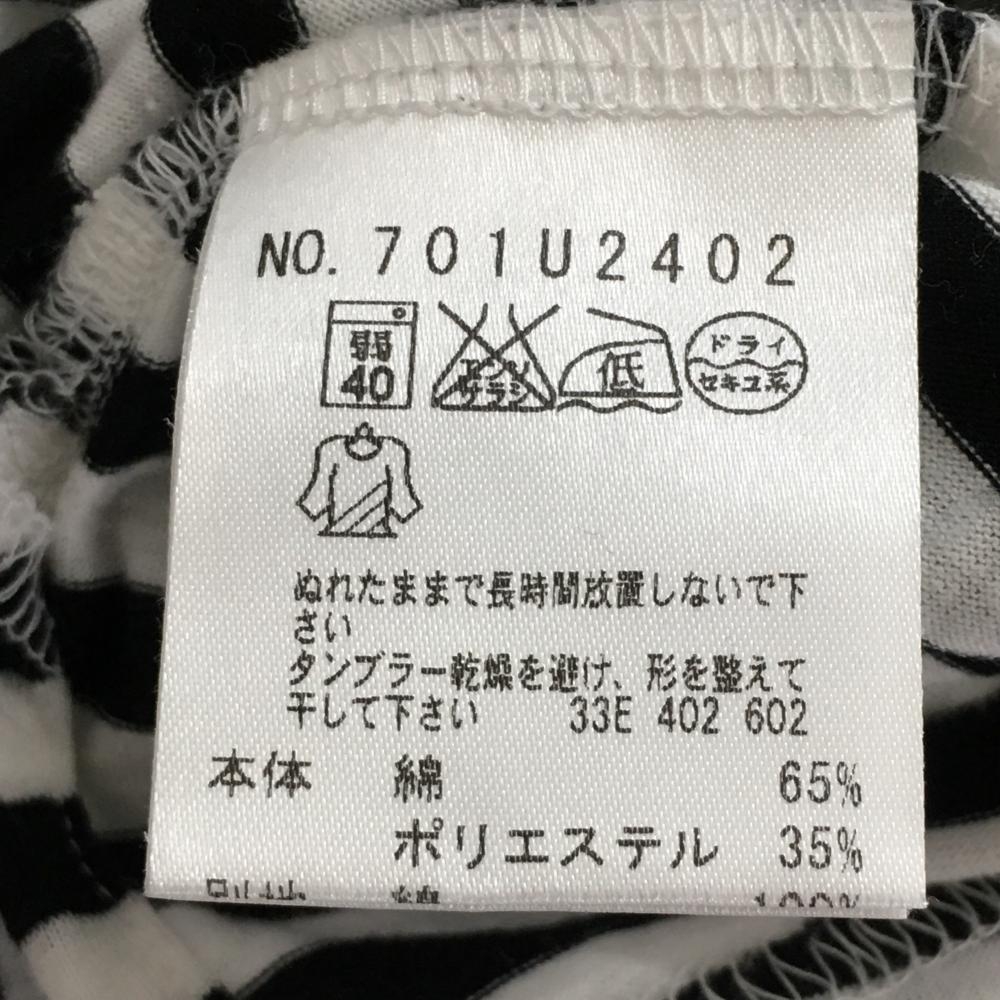 NO. 701U2402
弱
40
エンソ
サラシ
低
ドライ
セキユ系
ぬれたままで長時間放置しないで下
さい
タンブラー乾燥を避け、形を整えて
干して下さい 33E 402 602
本体 綿 65%
ポリエステル 35%